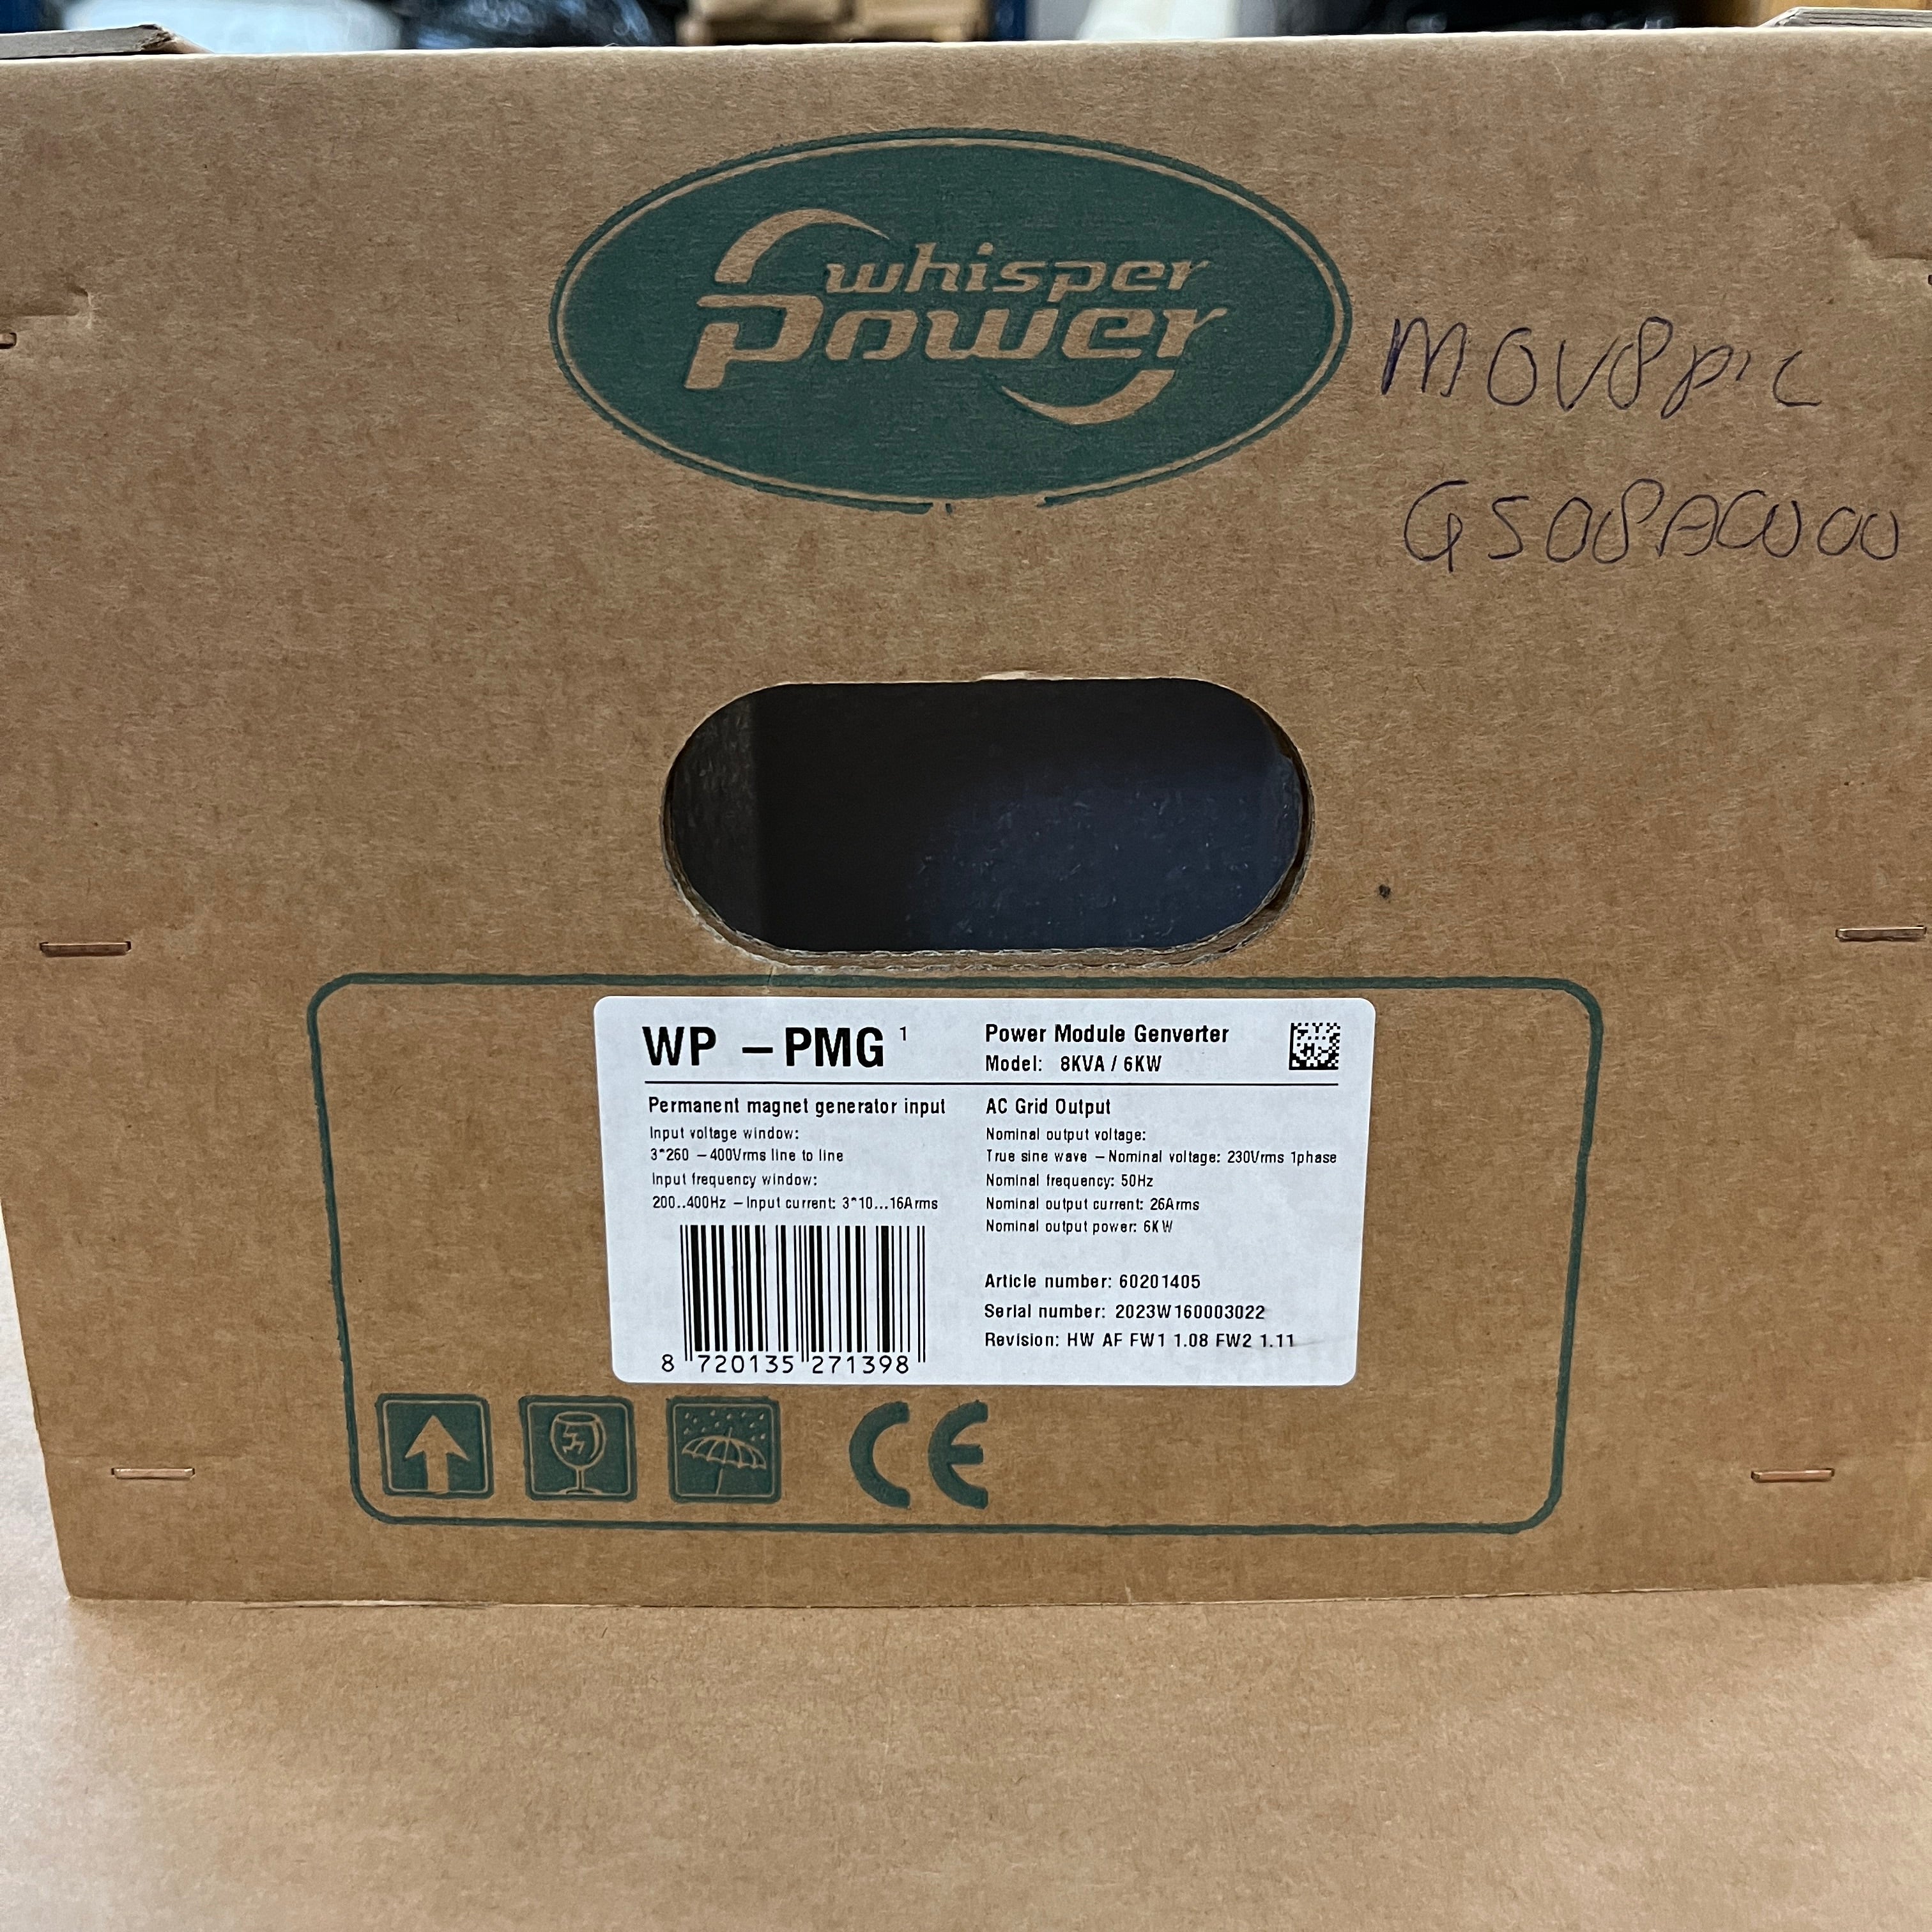 whisper
Power
MOV8PIC
WP – PMG 1
Power Module Genverter
Model: 8KVA / 6KW
Permanent magnet generator input
Input voltage window:
3*260 – 400Vrms line to line
Input frequency window:
200..400Hz – Input current: 3*10...16Arms
8 720135 271398
AC Grid Output
Nominal output voltage:
True sine wave – Nominal voltage: 230Vrms 1phase
Nominal frequency: 50Hz
Nominal output current: 26Arms
Nominal output power: 6KW
Article number: 60201405
Serial number: 2023W160003022
Revision: HW AF FW1 1.08 FW2 1.11
CE